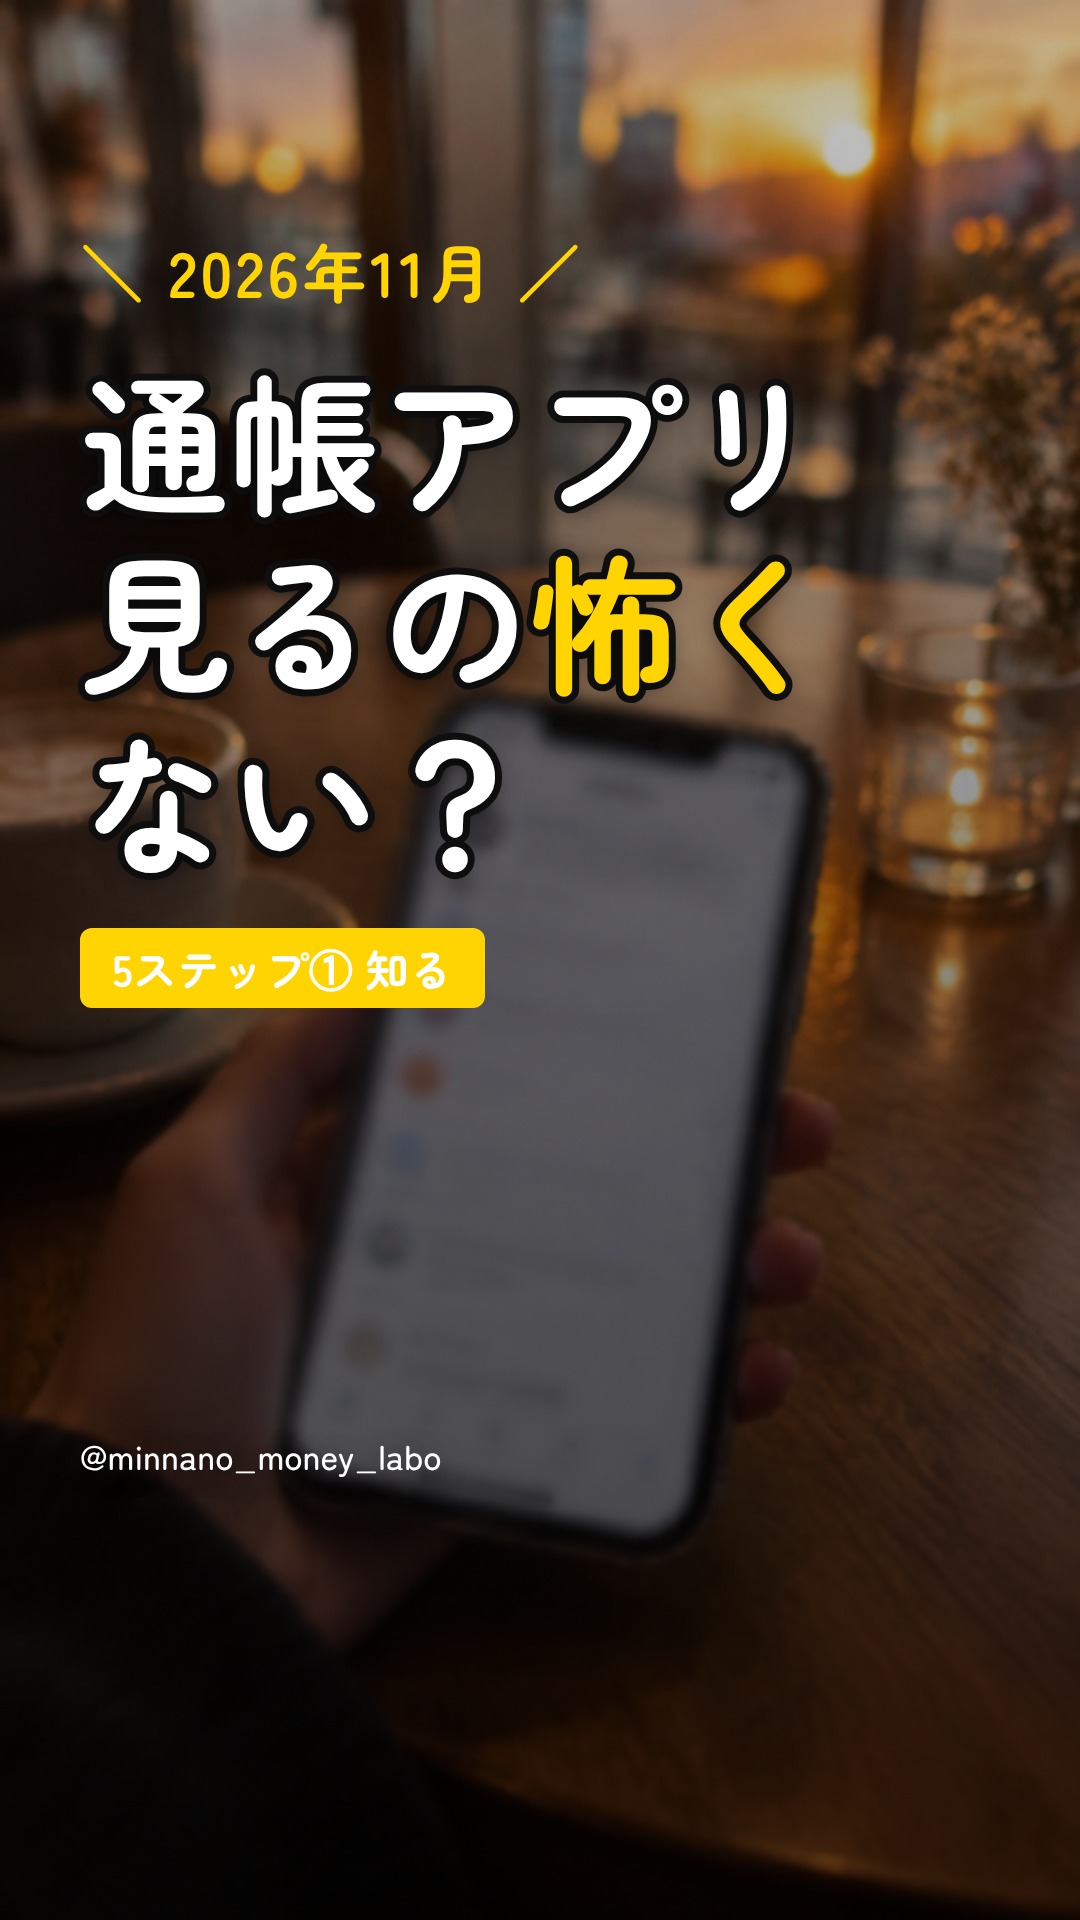 ＼ 2026年11月 ／
通帳アプリ
見るの怖く
ない？
5ステップ① 知る
@minnano_money_labo